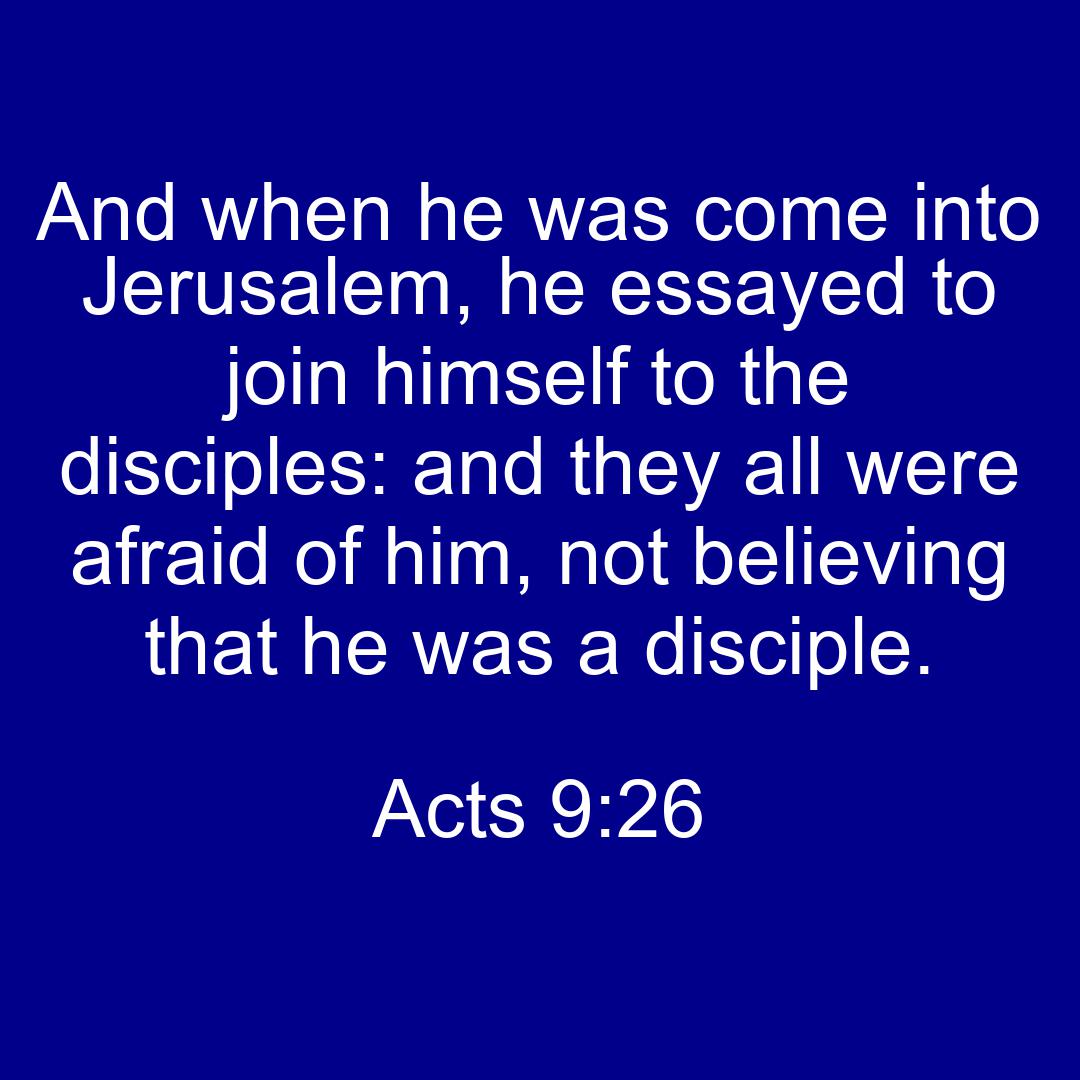 And when he was come into
Jerusalem, he essayed to
join himself to the
disciples: and they all were
afraid of him, not believing
that he was a disciple.
Acts 9:26